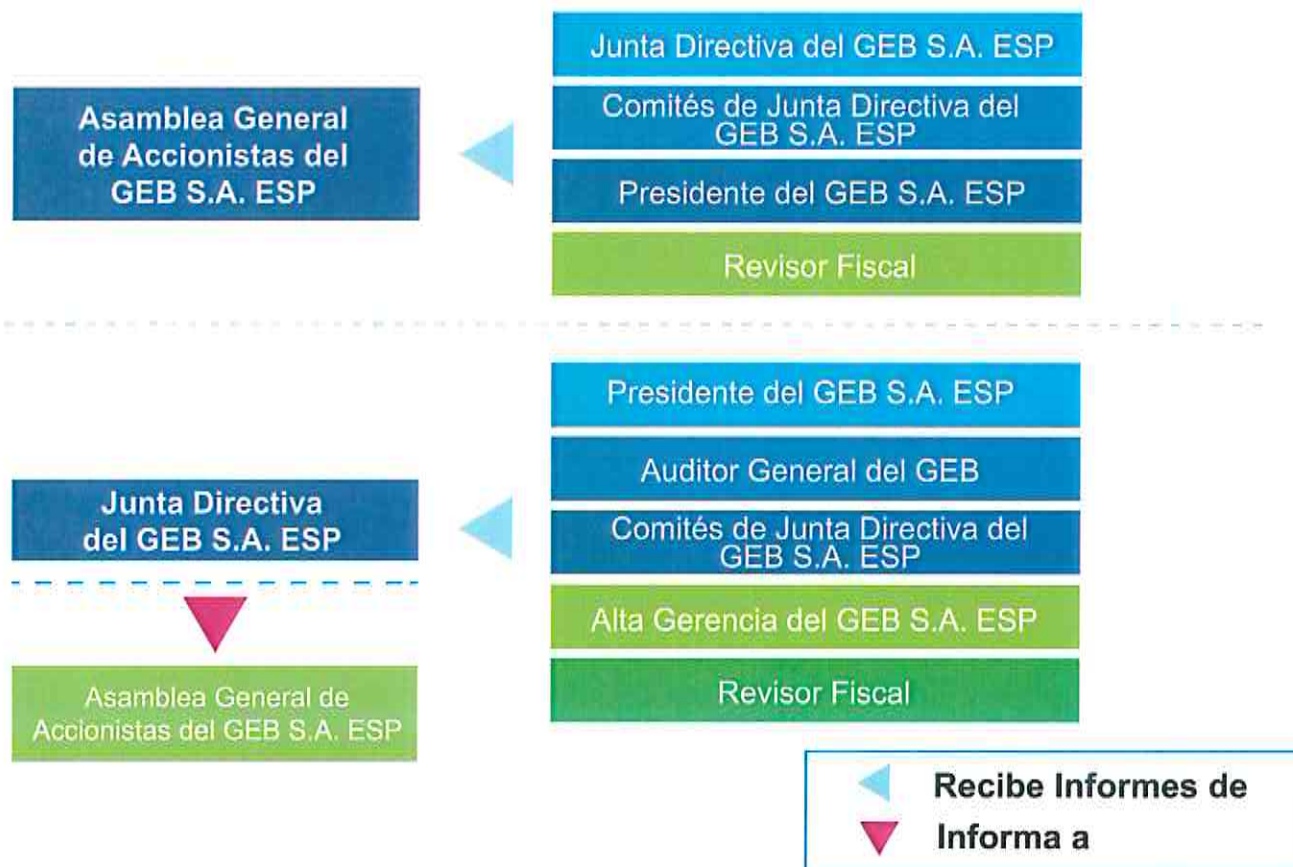 Asamblea General
de Accionistas del
GEB S.A. ESP
Junta Directiva del GEB S.A. ESP
Comités de Junta Directiva del
GEB S.A. ESP
Presidente del GEB S.A. ESP
Revisor Fiscal
Junta Directiva
del GEB S.A. ESP
Asamblea General de
Accionistas del GEB S.A. ESP
Presidente del GEB S.A. ESP
Auditor General del GEB
Comités de Junta Directiva del
GEB S.A. ESP
Alta Gerencia del GEB S.A. ESP
Revisor Fiscal
Recibe Informes de
Informa a